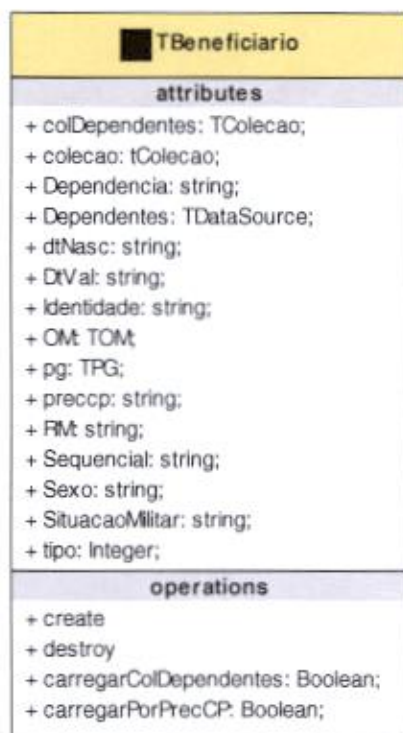 TBeneficiario
attributes
+ colDependentes: TColecao;
+ colecao: tColecao;
+ Dependencia: string;
+ Dependentes: TDataSource;
+ dtNasc: string;
+ DtVal: string;
+ Identidade: string;
+ OM: TOM;
+ pg: TPG;
+ preccp: string;
+ RM: string;
+ Sequencial: string;
+ Sexo: string;
+ SituacaoMilitar: string;
+ tipo: Integer;
operations
+ create
+ destroy
+ carregarColDependentes: Boolean;
+ carregarPorPrecCP: Boolean;